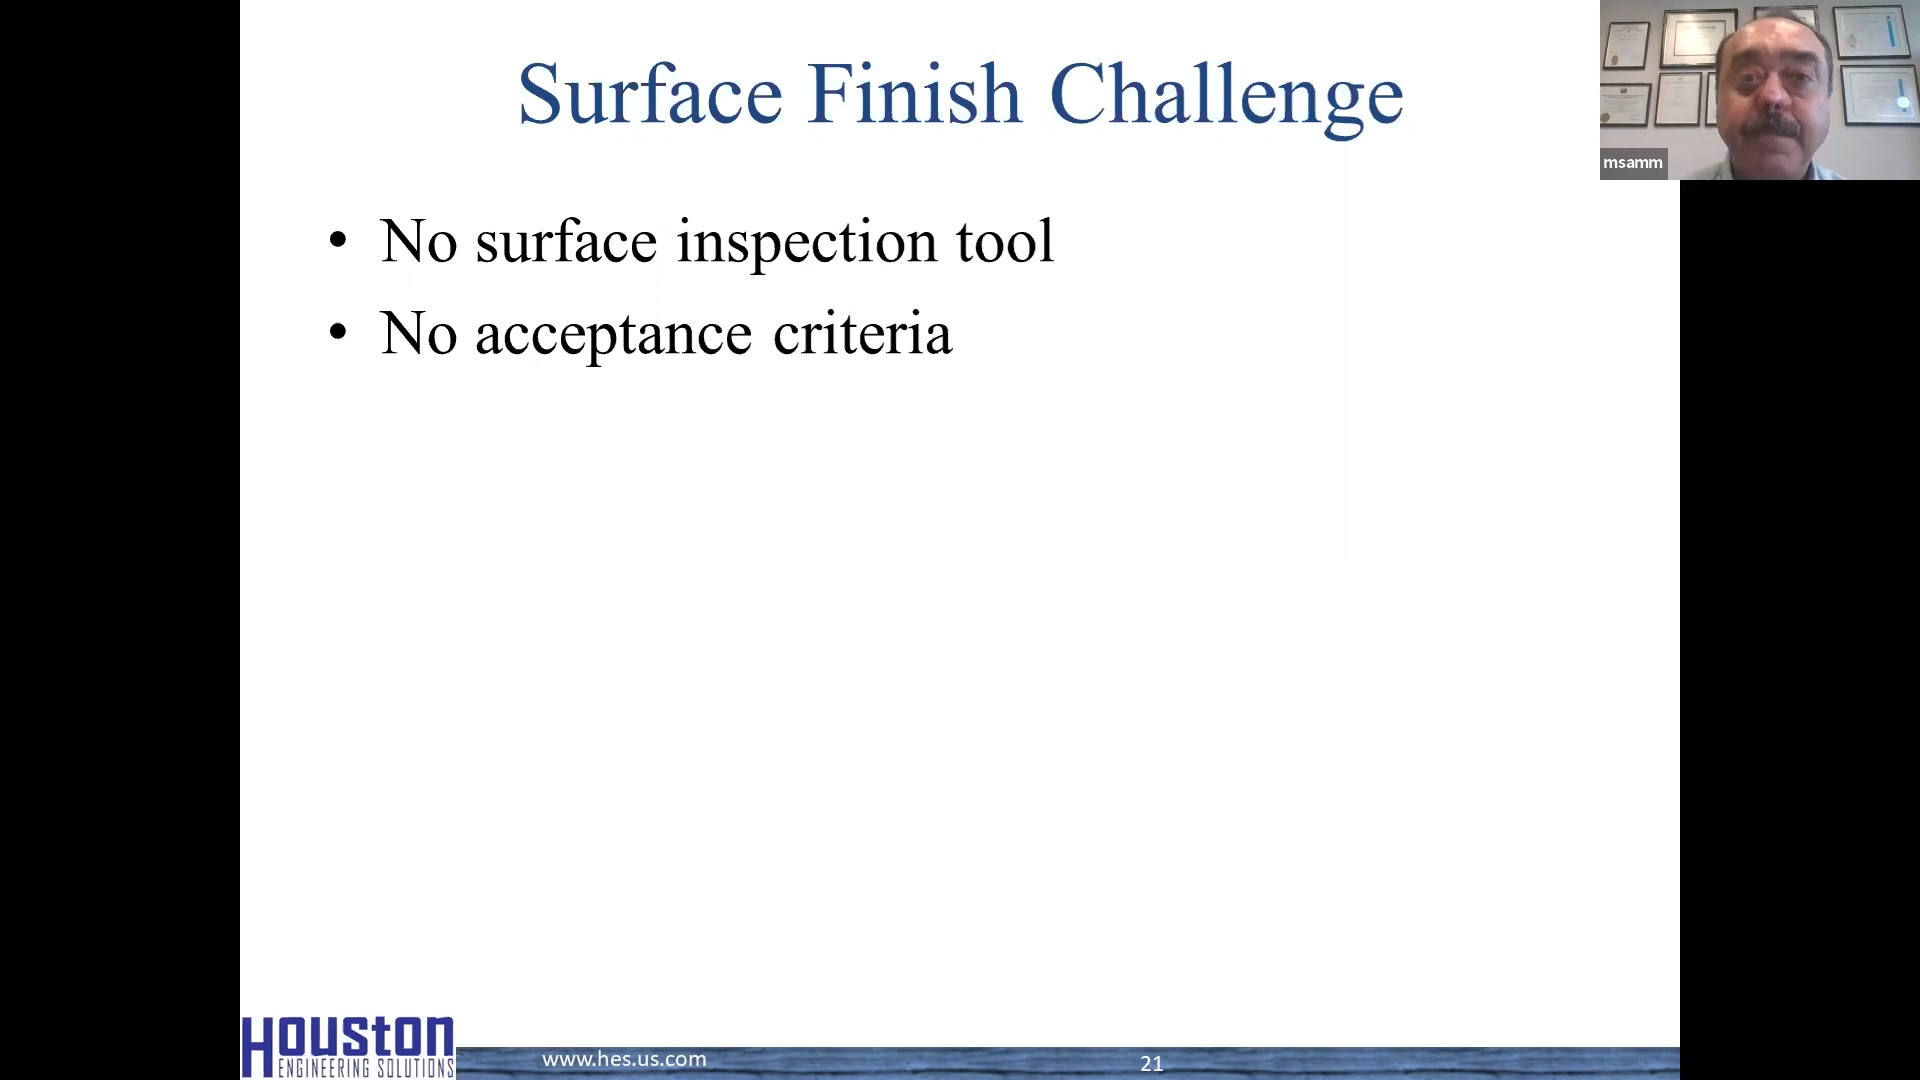 Surface Finish Challenge
msamm
• No surface inspection tool
• No acceptance criteria
Houston
ENGINEERING SOLUTIONS
www.hes.us.com
21